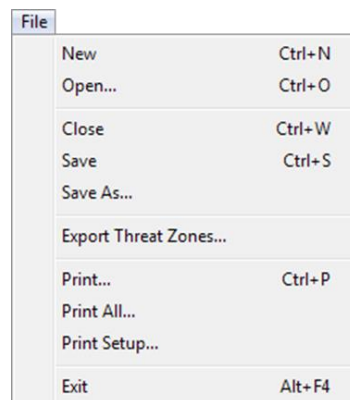 File
New Ctrl+N
Open... Ctrl+O
Close Ctrl+W
Save Ctrl+S
Save As...
Export Threat Zones...
Print... Ctrl+P
Print All...
Print Setup...
Exit Alt+F4